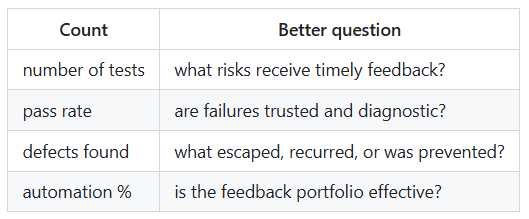 Count Better question
number of tests what risks receive timely feedback?
pass rate are failures trusted and diagnostic?
defects found what escaped, recurred, or was prevented?
automation % is the feedback portfolio effective?